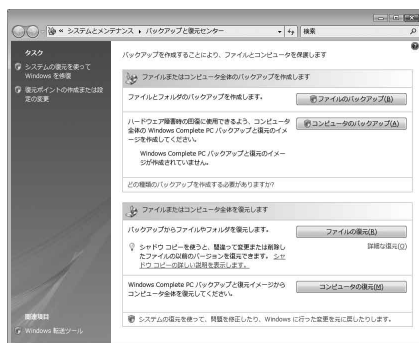 « システムとメンテナンス ▸ バックアップと復元センター
検索
タスク
システムの復元を使って
Windows を修復
復元ポイントの作成または設
定の変更
関連項目
Windows 転送ツール
バックアップを作成することにより、ファイルとコンピュータを保護します
ファイルまたはコンピュータ全体のバックアップを作成します
ファイルとフォルダのバックアップを作成します。
ファイルのバックアップ(B)
ハードウェア障害時の回復に使用できるよう、コンピュータ
全体の Windows Complete PC バックアップと復元のイメ
ージを作成してください。
コンピュータのバックアップ(A)
Windows Complete PC バックアップと復元のイメー
ジが作成されていません。
どの種類のバックアップを作成する必要がありますか?
ファイルまたはコンピュータ全体を復元します
バックアップからファイルやフォルダを復元します。
ファイルの復元(R)
詳細な復元(O)
シャドウ コピーを使うと、間違って変更または削除し
たファイルの以前のバージョンを復元できます。 シャ
ドウ コピーの詳しい説明を表示します。
Windows Complete PC バックアップと復元イメージから
コンピュータ全体を復元してください。
コンピュータの復元(M)
システムの復元を使って、問題を修正したり、Windows に行った変更を元に戻したりします。